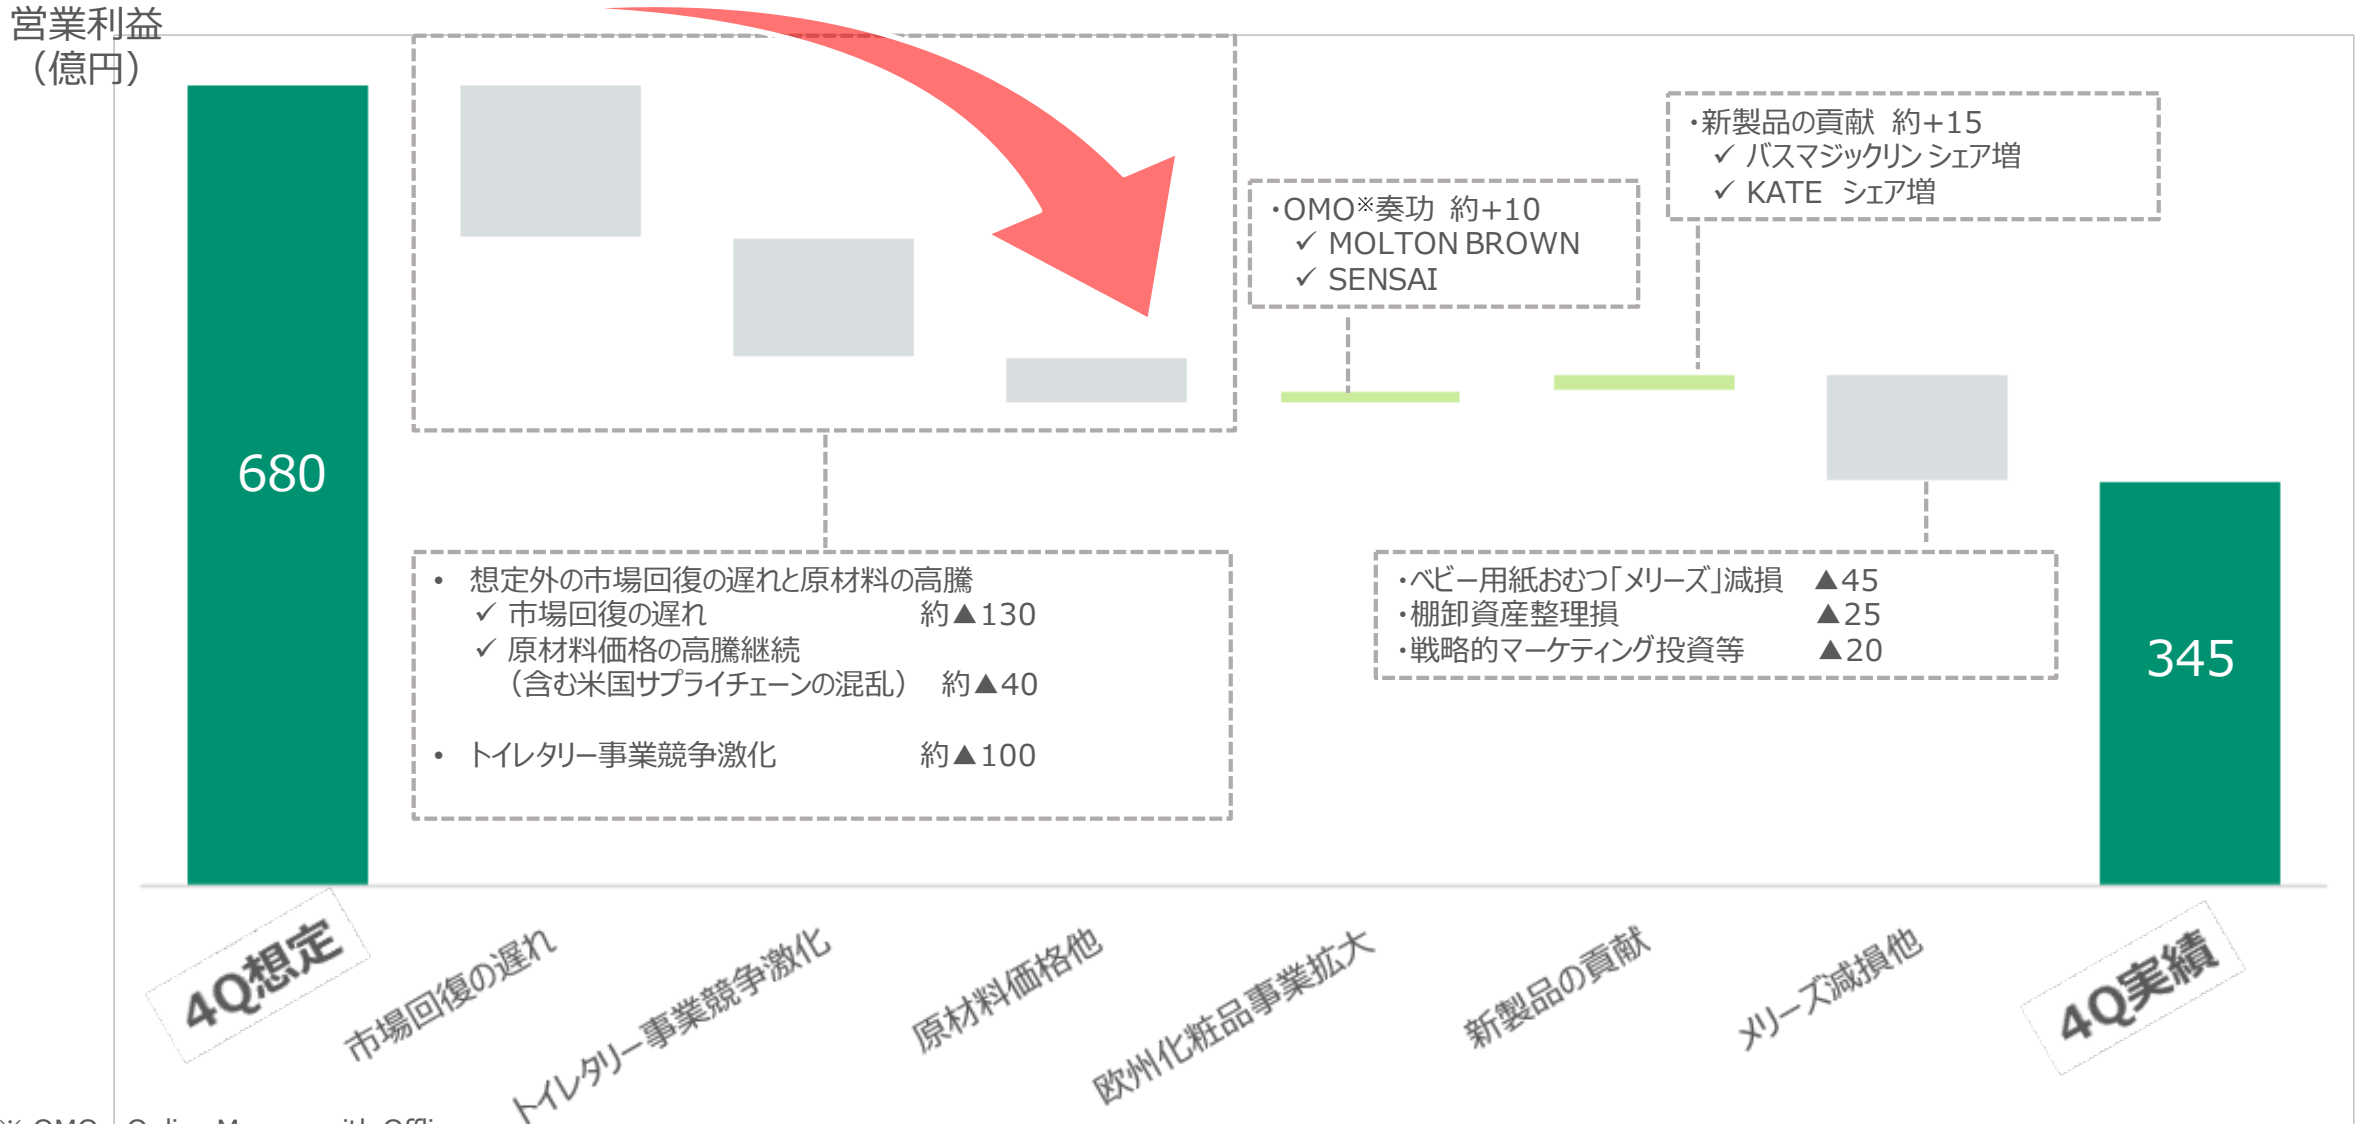 営業利益
（億円）
・新製品の貢献 約+15
✓ バスマジックリン シェア増
✓ KATE シェア増
・OMO※奏功 約+10
✓ MOLTON BROWN
✓ SENSAI
680
• 想定外の市場回復の遅れと原材料の高騰
✓ 市場回復の遅れ 約▲130
✓ 原材料価格の高騰継続
（含む米国サプライチェーンの混乱） 約▲40
• トイレタリー事業競争激化 約▲100
・ベビー用紙おむつ「メリーズ」減損 ▲45
・棚卸資産整理損 ▲25
・戦略的マーケティング投資等 ▲20
345
4Q想定
市場回復の遅れ
トイレタリー事業競争激化
原材料価格他
欧州化粧品事業拡大
新製品の貢献
メリーズ減損他
4Q実績